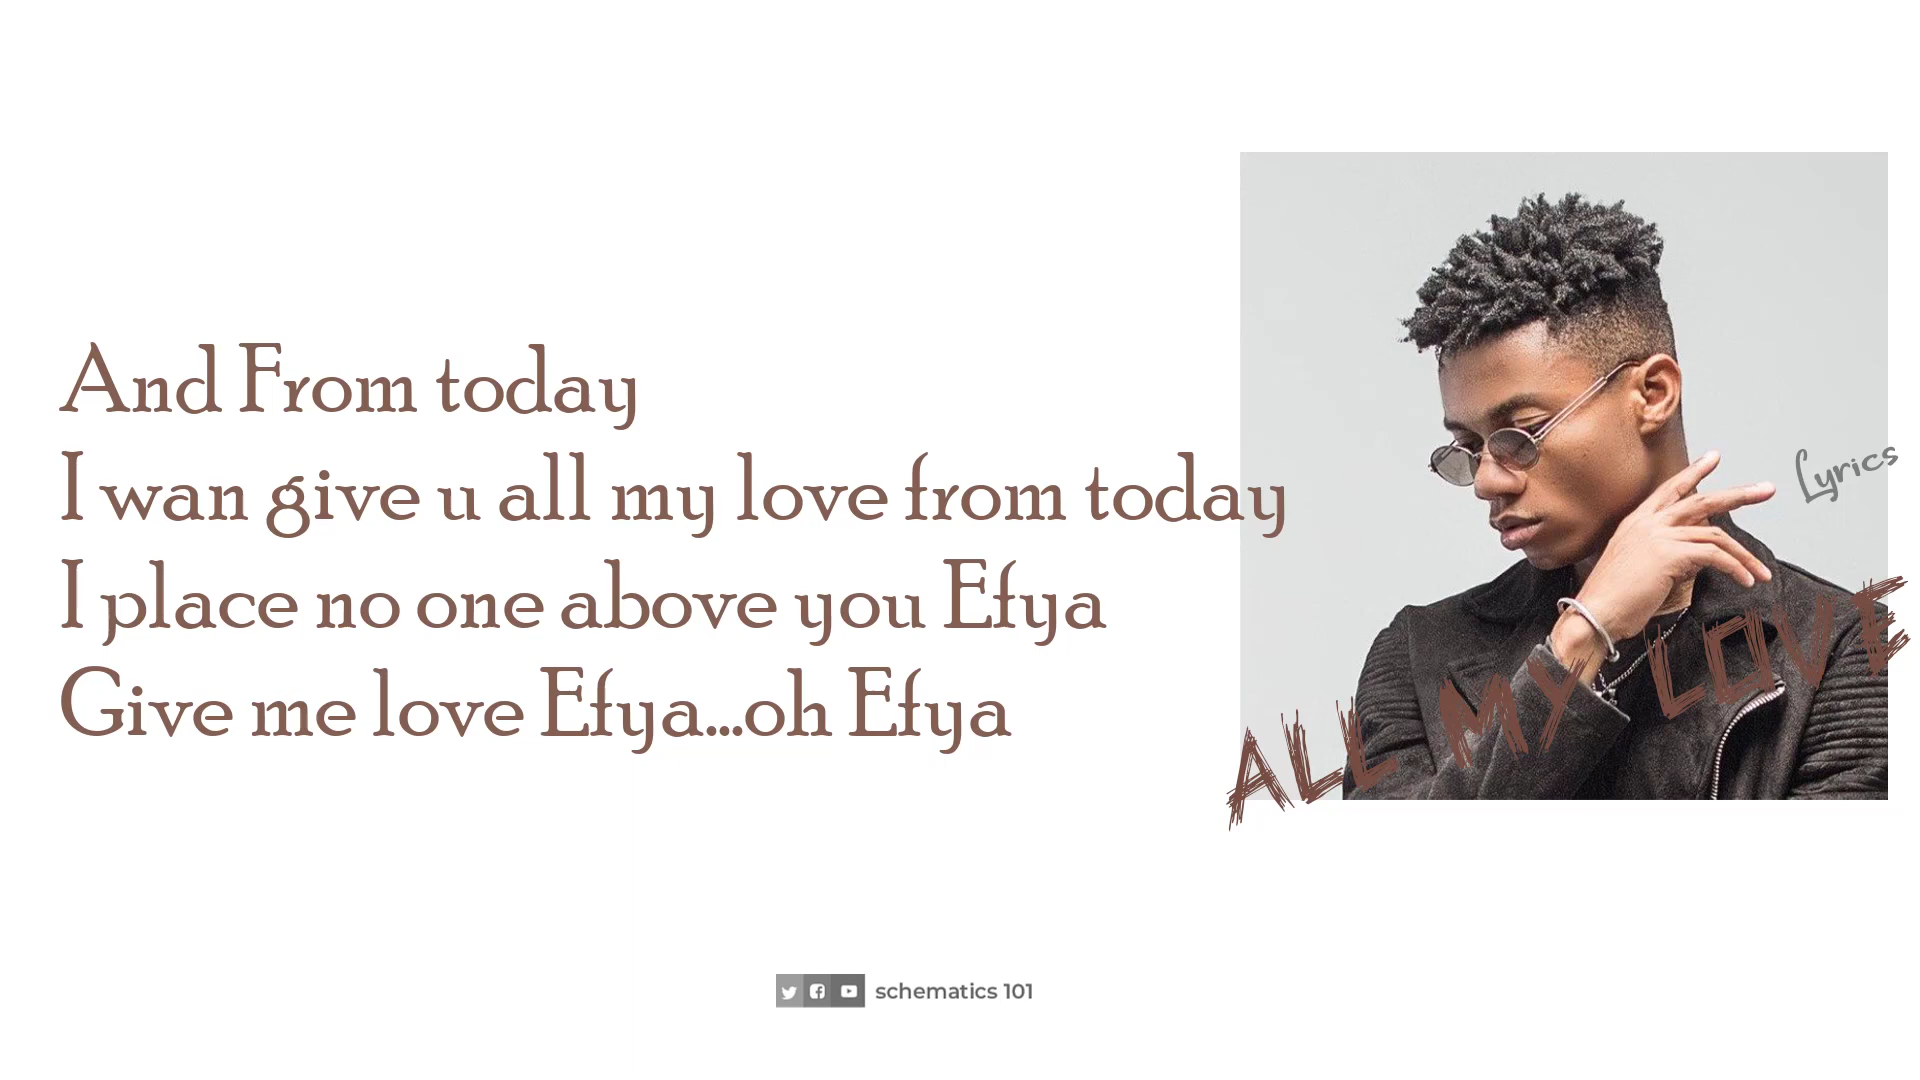 And From today
I wan give u all my love from today
I place no one above you Efya
Give me love Efya...oh Efya
Lyrics
ALL MY LOVE
schematics 101